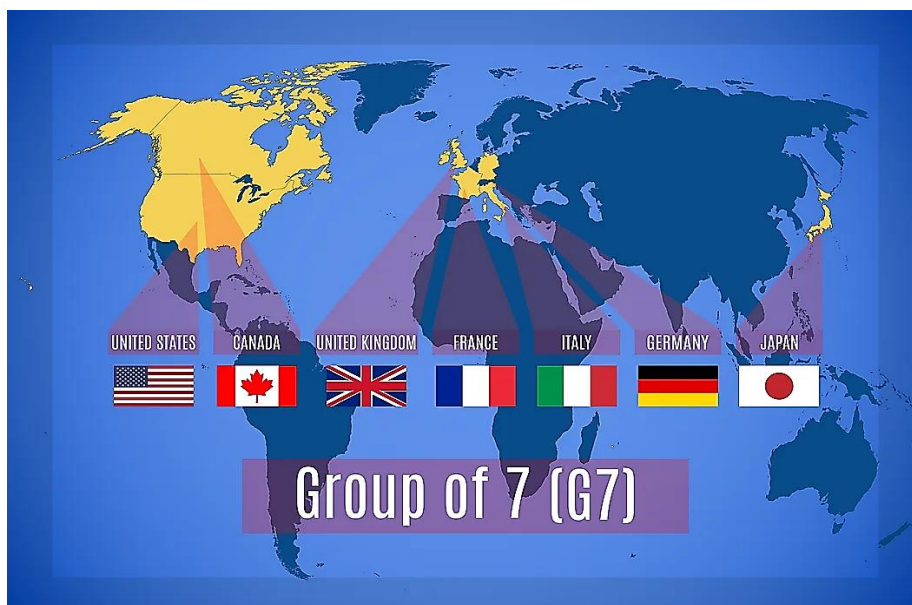 UNITED STATES CANADA UNITED KINGDOM FRANCE ITALY GERMANY JAPAN
Group of 7 (G7)